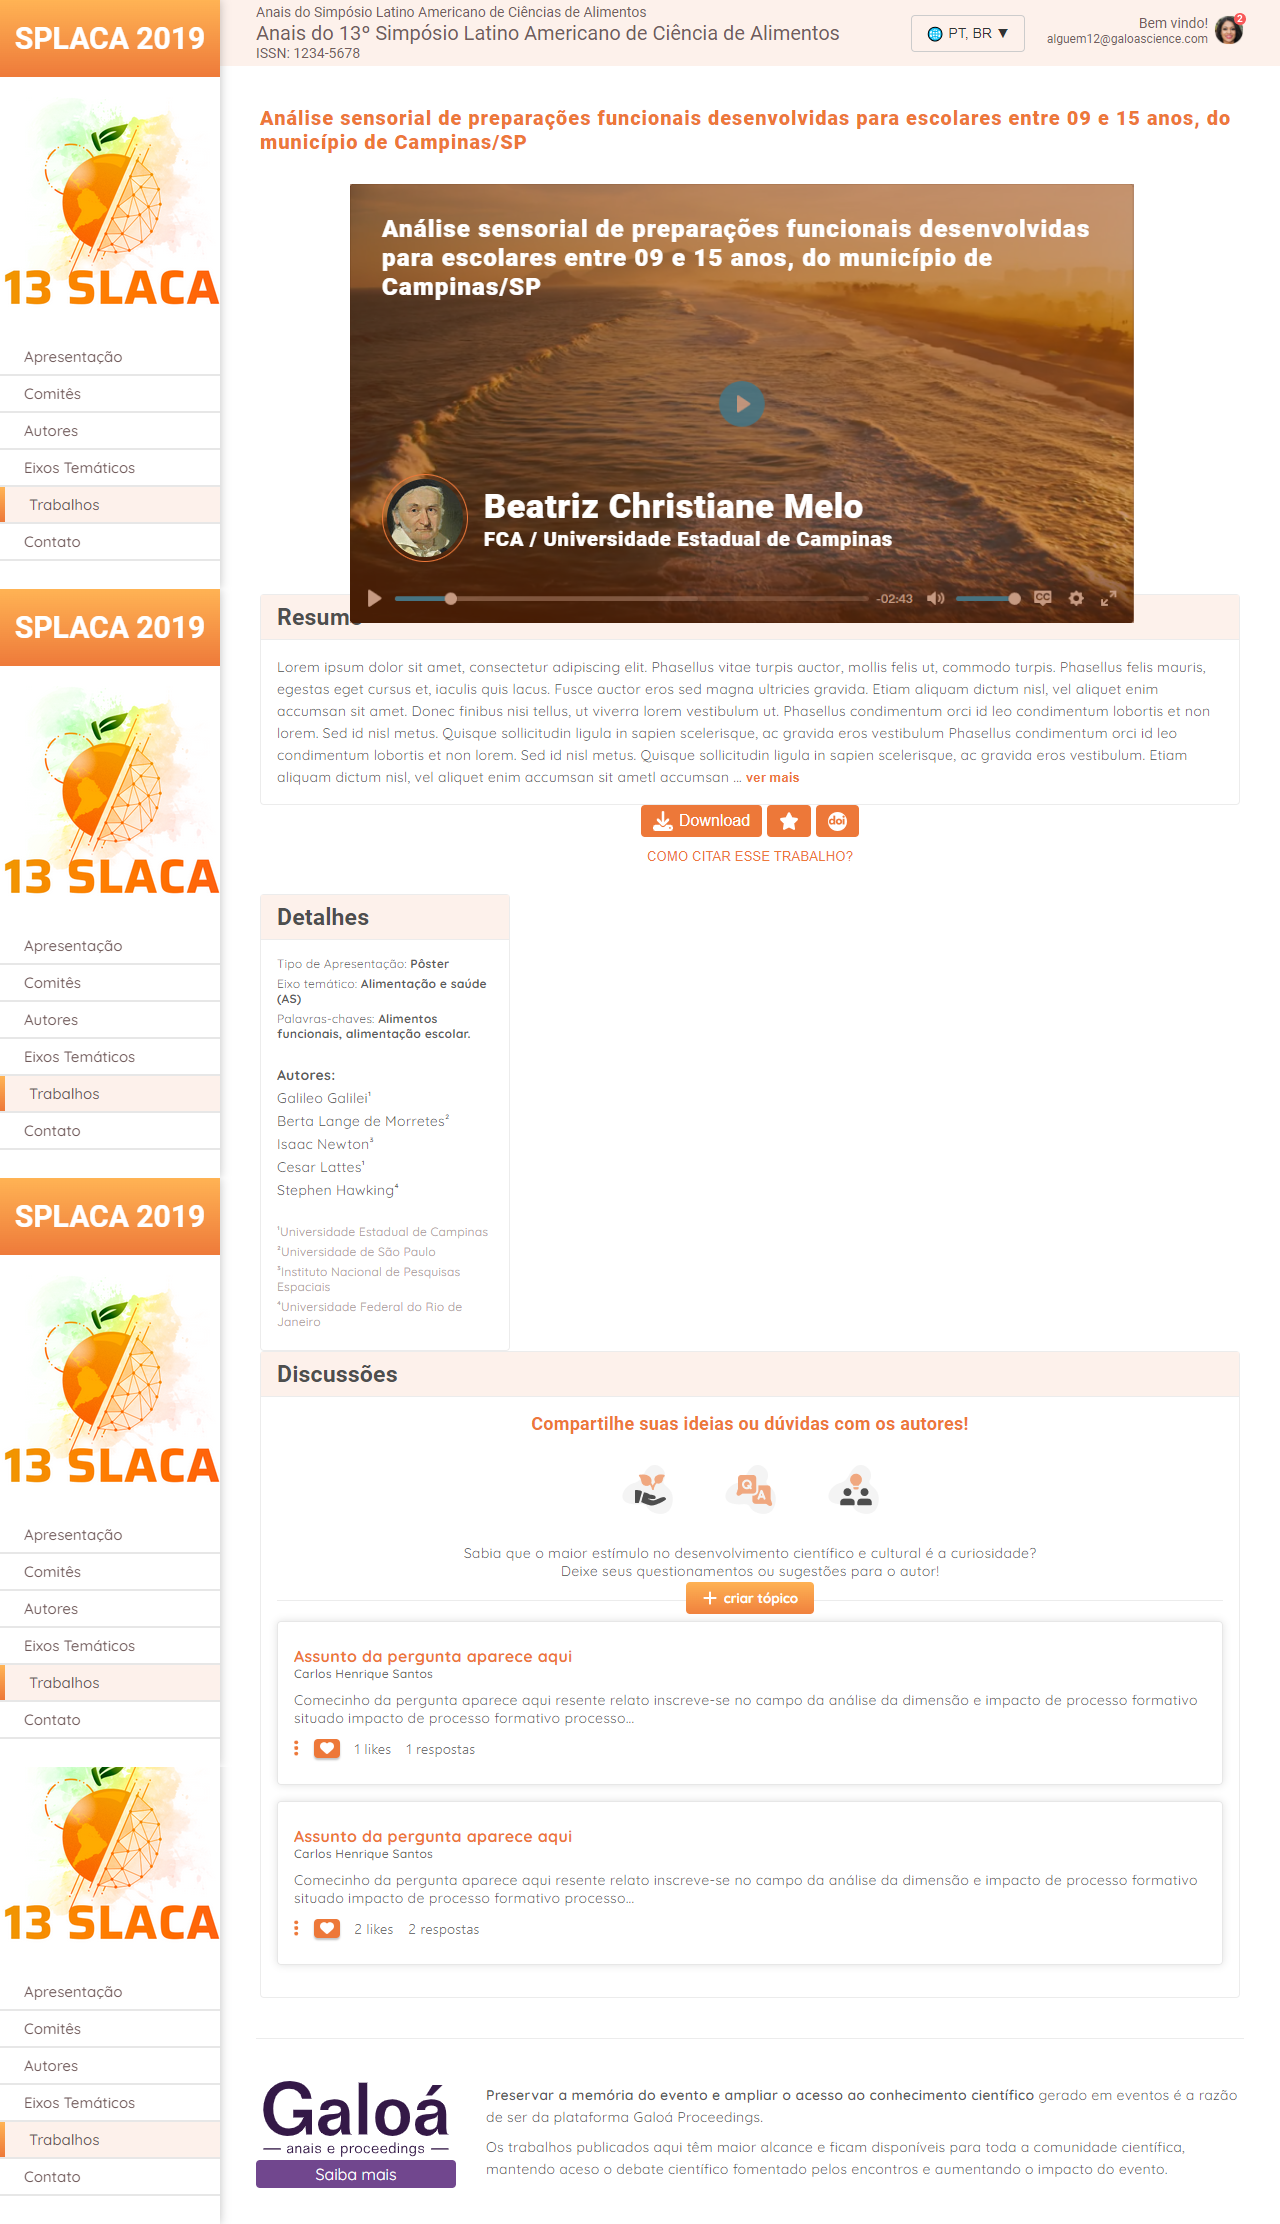 SPLACA 2019
13 SLACA
Apresentação
Comitês
Autores
Eixos Temáticos
Trabalhos
Contato
SPLACA 2019
13 SLACA
Apresentação
Comitês
Autores
Eixos Temáticos
Trabalhos
Contato
SPLACA 2019
13 SLACA
Apresentação
Comitês
Autores
Eixos Temáticos
Trabalhos
Contato
13 SLACA
Apresentação
Comitês
Autores
Eixos Temáticos
Trabalhos
Contato
Anais do Simpósio Latino Americano de Ciências de Alimentos
Anais do 13º Simpósio Latino Americano de Ciência de Alimentos
ISSN: 1234-5678
PT, BR ▼
Bem vindo!
alguem12@galoascience.com
2
Análise sensorial de preparações funcionais desenvolvidas para escolares entre 09 e 15 anos, do
município de Campinas/SP
Análise sensorial de preparações funcionais desenvolvidas
para escolares entre 09 e 15 anos, do município de
Campinas/SP
Beatriz Christiane Melo
FCA / Universidade Estadual de Campinas
-02:43
CC
Resumo
Lorem ipsum dolor sit amet, consectetur adipiscing elit. Phasellus vitae turpis auctor, mollis felis ut, commodo turpis. Phasellus felis mauris,
egestas eget cursus et, iaculis quis lacus. Fusce auctor eros sed magna ultricies gravida. Etiam aliquam dictum nisl, vel aliquet enim
accumsan sit amet. Donec finibus nisi tellus, ut viverra lorem vestibulum ut. Phasellus condimentum orci id leo condimentum lobortis et non
lorem. Sed id nisl metus. Quisque sollicitudin ligula in sapien scelerisque, ac gravida eros vestibulum Phasellus condimentum orci id leo
condimentum lobortis et non lorem. Sed id nisl metus. Quisque sollicitudin ligula in sapien scelerisque, ac gravida eros vestibulum. Etiam
aliquam dictum nisl, vel aliquet enim accumsan sit ametl accumsan ... ver mais
Download
doi
COMO CITAR ESSE TRABALHO?
Detalhes
Tipo de Apresentação: Pôster
Eixo temático: Alimentação e saúde
(AS)
Palavras-chaves: Alimentos
funcionais, alimentação escolar.
Autores:
Galileo Galilei¹
Berta Lange de Morretes²
Isaac Newton³
Cesar Lattes¹
Stephen Hawking⁴
¹Universidade Estadual de Campinas
²Universidade de São Paulo
³Instituto Nacional de Pesquisas
Espaciais
⁴Universidade Federal do Rio de
Janeiro
Discussões
Compartilhe suas ideias ou dúvidas com os autores!
Q
A
Sabia que o maior estímulo no desenvolvimento científico e cultural é a curiosidade?
Deixe seus questionamentos ou sugestões para o autor!
+ criar tópico
Assunto da pergunta aparece aqui
Carlos Henrique Santos
Comecinho da pergunta aparece aqui resente relato inscreve-se no campo da análise da dimensão e impacto de processo formativo
situado impacto de processo formativo processo...
1 likes 1 respostas
Assunto da pergunta aparece aqui
Carlos Henrique Santos
Comecinho da pergunta aparece aqui resente relato inscreve-se no campo da análise da dimensão e impacto de processo formativo
situado impacto de processo formativo processo...
2 likes 2 respostas
Galoá
anais e proceedings
Saiba mais
Preservar a memória do evento e ampliar o acesso ao conhecimento científico gerado em eventos é a razão
de ser da plataforma Galoá Proceedings.
Os trabalhos publicados aqui têm maior alcance e ficam disponíveis para toda a comunidade científica,
mantendo aceso o debate científico fomentado pelos encontros e aumentando o impacto do evento.